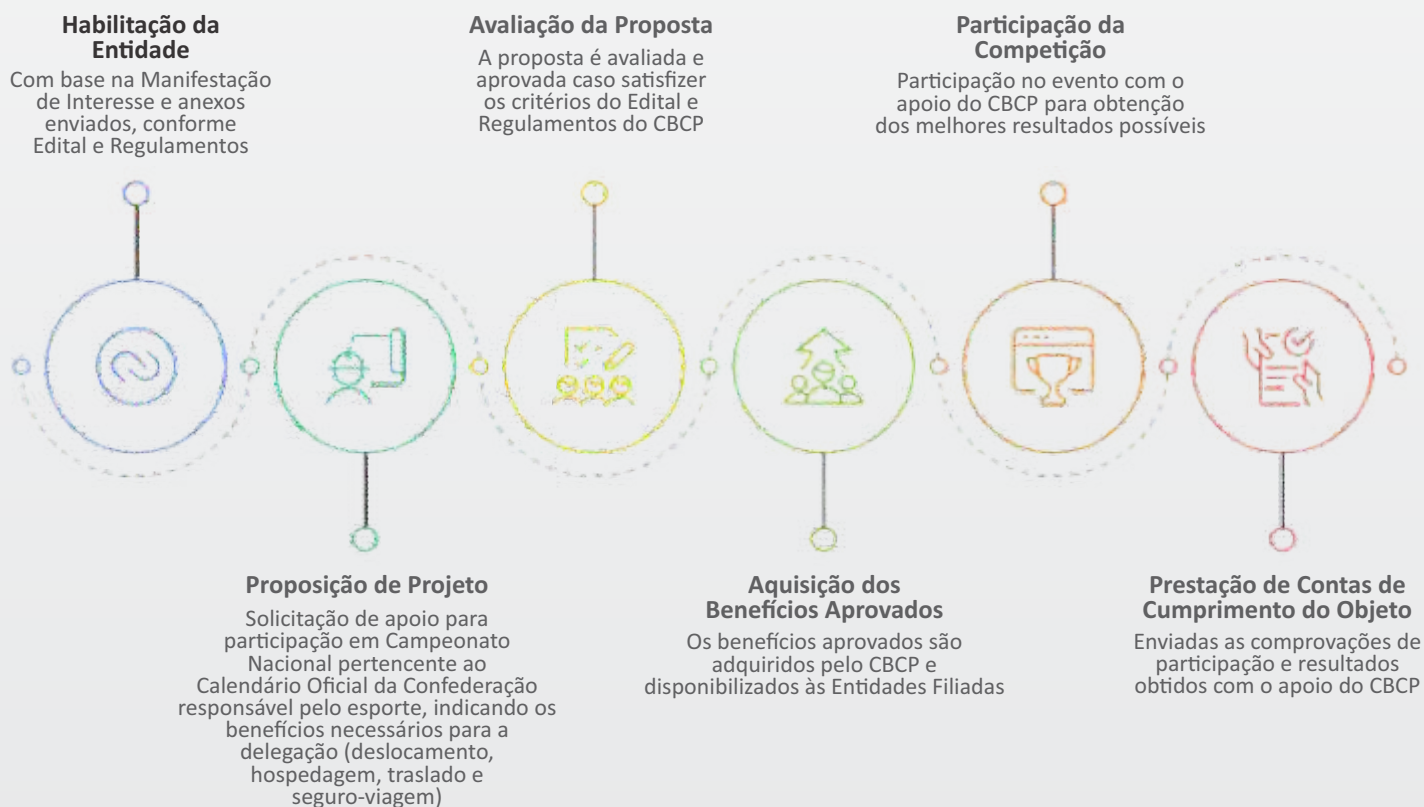 Habilitação da
Entidade
Com base na Manifestação
de Interesse e anexos
enviados, conforme
Edital e Regulamentos
Proposição de Projeto
Solicitação de apoio para
participação em Campeonato
Nacional pertencente ao
Calendário Oficial da Confederação
responsável pelo esporte, indicando os
benefícios necessários para a
delegação (deslocamento,
hospedagem, traslado e
seguro-viagem)
Avaliação da Proposta
A proposta é avaliada e
aprovada caso satisfizer
os critérios do Edital e
Regulamentos do CBCP
Aquisição dos
Benefícios Aprovados
Os benefícios aprovados são
adquiridos pelo CBCP e
disponibilizados às Entidades Filiadas
Participação da
Competição
Participação no evento com o
apoio do CBCP para obtenção
dos melhores resultados possíveis
Prestação de Contas de
Cumprimento do Objeto
Enviadas as comprovações de
participação e resultados
obtidos com o apoio do CBCP